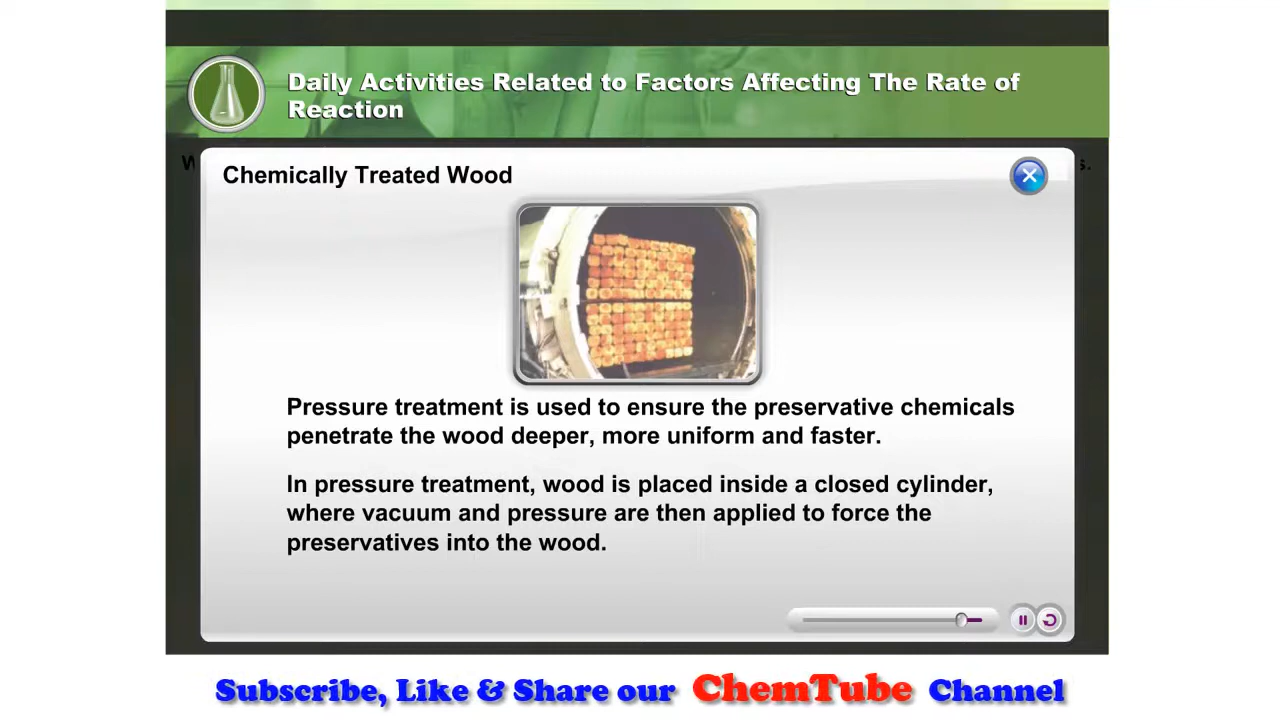 Daily Activities Related to Factors Affecting The Rate of
Reaction
Chemically Treated Wood
Pressure treatment is used to ensure the preservative chemicals
penetrate the wood deeper, more uniform and faster.
In pressure treatment, wood is placed inside a closed cylinder,
where vacuum and pressure are then applied to force the
preservatives into the wood.
Subscribe, Like & Share our ChemTube Channel